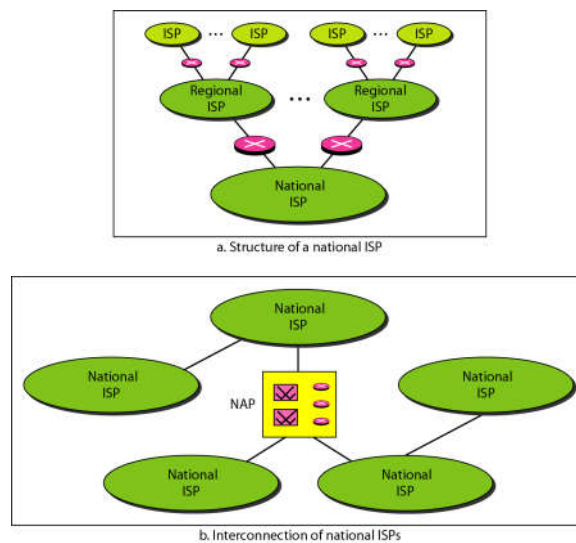 ISP ... ISP ISP ... ISP
Regional ... Regional
ISP ISP
National
ISP
a. Structure of a national ISP
National
ISP
National
ISP
National
ISP
NAP
National
ISP
National
ISP
b. Interconnection of national ISPs